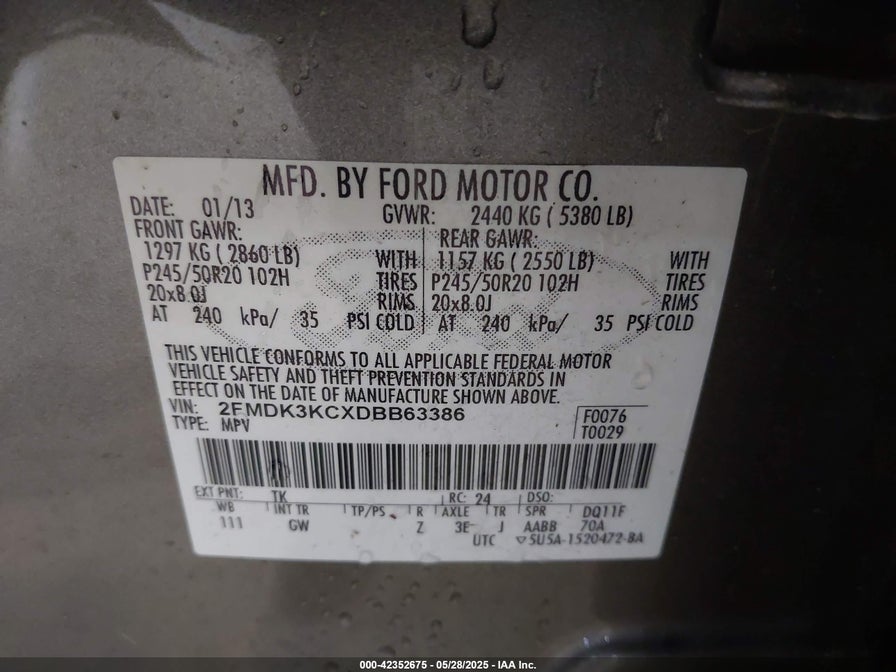 MFD. BY FORD MOTOR CO.
DATE: 01/13 GVWR: 2440 KG ( 5380 LB)
FRONT GAWR: REAR GAWR:
1297 KG ( 2860 LB) WITH 1157 KG ( 2550 LB) WITH
P245/50R20 102H TIRES P245/50R20 102H TIRES
20x8.0J RIMS 20x8.0J RIMS
AT 240 kPa/ 35 PSI COLD AT 240 kPa/ 35 PSI COLD
THIS VEHICLE CONFORMS TO ALL APPLICABLE FEDERAL MOTOR
VEHICLE SAFETY AND THEFT PREVENTION STANDARDS IN
EFFECT ON THE DATE OF MANUFACTURE SHOWN ABOVE.
VIN: 2FMDK3KCXDBB63386 F0076
TYPE: MPV T0029
EXT PNT: TK RC: 24 DSO:
WB INT TR TP/PS R AXLE TR SPR DQ11F
111 GW Z 3E J AABB 70A
UTC ▽5U5A-1520472-BA
000-42352675 - 05/28/2025 - IAA Inc.